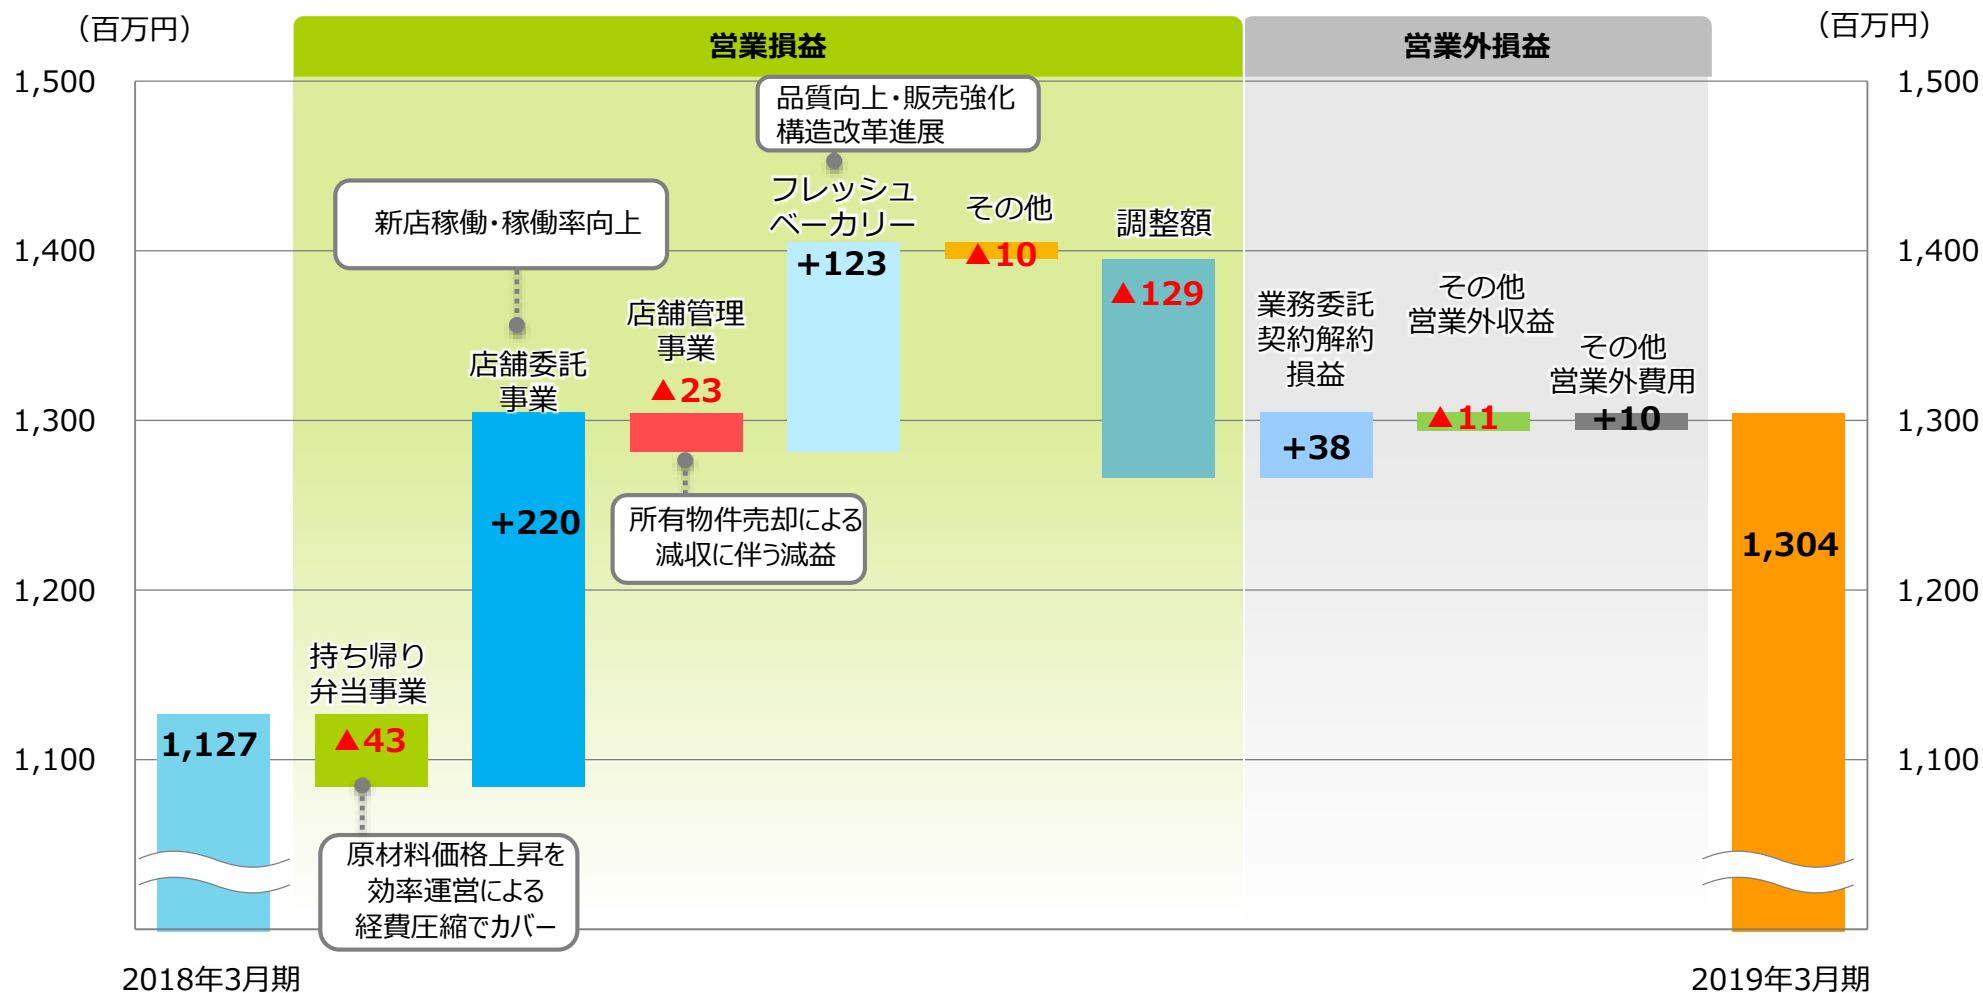 （百万円）
（百万円）
営業損益
営業外損益
1,500
1,400
1,300
1,200
1,100
1,500
1,400
1,300
1,200
1,100
1,127
2018年3月期
持ち帰り
弁当事業
▲43
原材料価格上昇を
効率運営による
経費圧縮でカバー
新店稼働・稼働率向上
店舗委託
事業
+220
店舗管理
事業
▲23
所有物件売却による
減収に伴う減益
品質向上・販売強化
構造改革進展
フレッシュ
ベーカリー
+123
その他
▲10
調整額
▲129
業務委託
契約解約
損益
+38
その他
営業外収益
▲11
その他
営業外費用
+10
1,304
2019年3月期